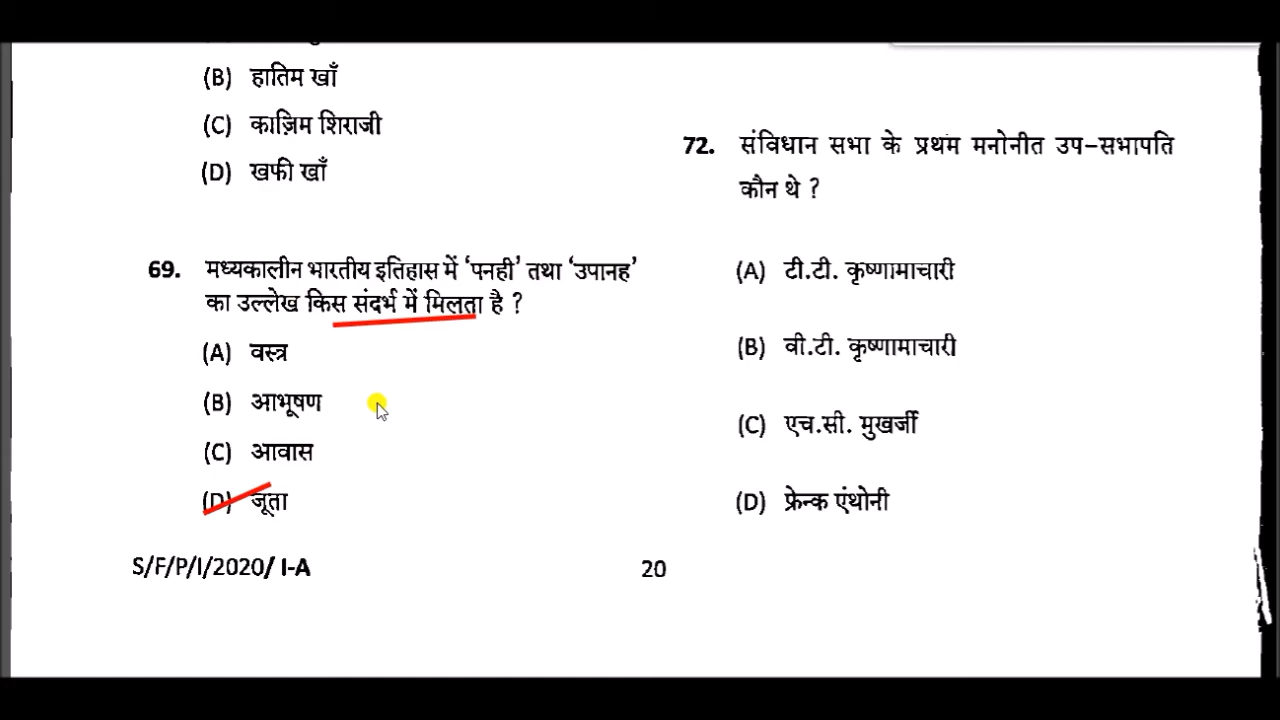 (B) हातिम खाँ
(C) काज़िम शिराजी
(D) खफी खाँ
69. मध्यकालीन भारतीय इतिहास में ‘पनही’ तथा ‘उपानह’
का उल्लेख किस संदर्भ में मिलता है ?
(A) वस्त्र
(B) आभूषण
(C) आवास
(D) जूता
S/F/P/I/2020/ I-A
20
72. संविधान सभा के प्रथम मनोनीत उप-सभापति
कौन थे ?
(A) टी.टी. कृष्णामाचारी
(B) वी.टी. कृष्णामाचारी
(C) एच.सी. मुखर्जी
(D) फ्रेन्क एंथोनी